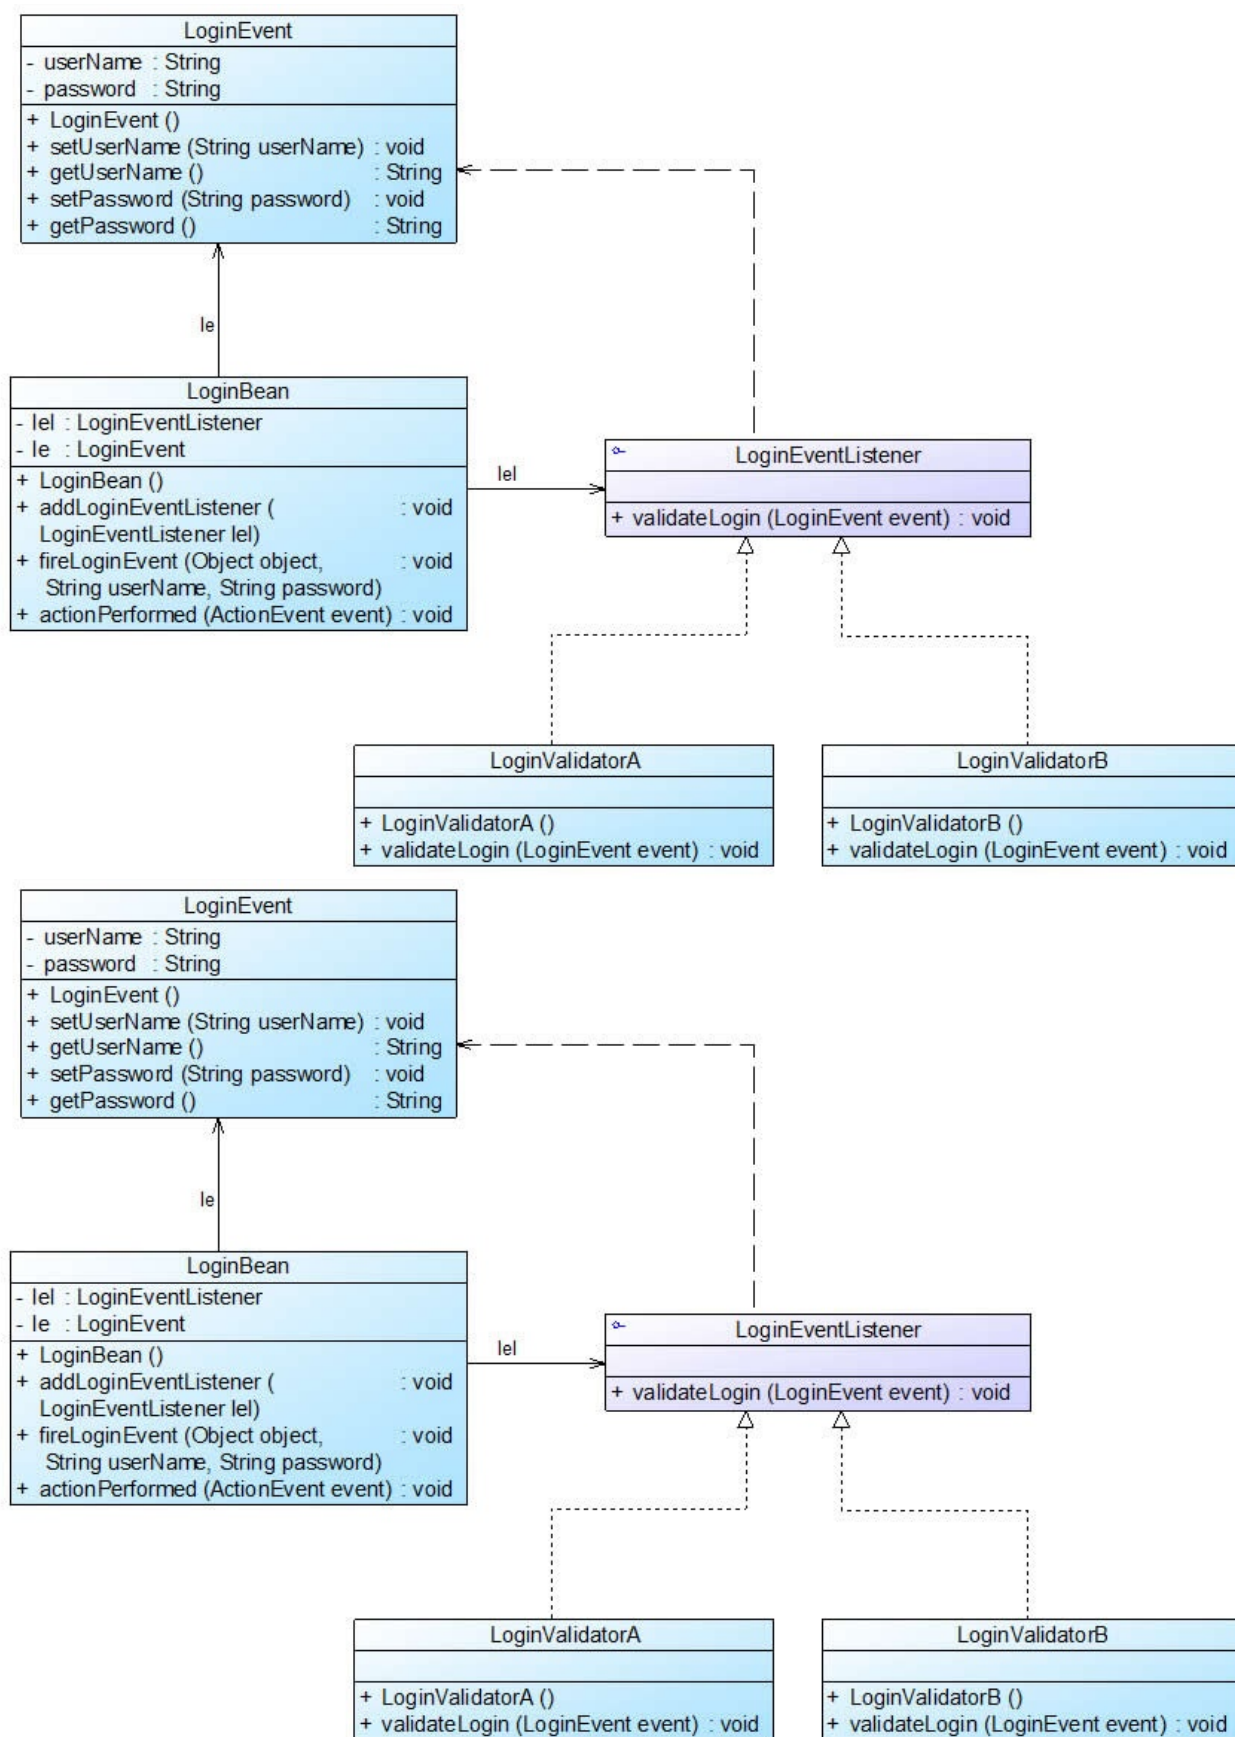 LoginEvent
- userName : String
- password : String
+ LoginEvent ()
+ setUserName (String userName) : void
+ getUserName () : String
+ setPassword (String password) : void
+ getPassword () : String
le
LoginBean
- lel : LoginEventListener
- le : LoginEvent
+ LoginBean ()
+ addLoginEventListener ( : void
LoginEventListener lel)
+ fireLoginEvent (Object object, : void
String userName, String password)
+ actionPerformed (ActionEvent event) : void
lel
LoginEventListener
+ validateLogin (LoginEvent event) : void
LoginValidatorA
+ LoginValidatorA ()
+ validateLogin (LoginEvent event) : void
LoginValidatorB
+ LoginValidatorB ()
+ validateLogin (LoginEvent event) : void
LoginEvent
- userName : String
- password : String
+ LoginEvent ()
+ setUserName (String userName) : void
+ getUserName () : String
+ setPassword (String password) : void
+ getPassword () : String
le
LoginBean
- lel : LoginEventListener
- le : LoginEvent
+ LoginBean ()
+ addLoginEventListener ( : void
LoginEventListener lel)
+ fireLoginEvent (Object object, : void
String userName, String password)
+ actionPerformed (ActionEvent event) : void
lel
LoginEventListener
+ validateLogin (LoginEvent event) : void
LoginValidatorA
+ LoginValidatorA ()
+ validateLogin (LoginEvent event) : void
LoginValidatorB
+ LoginValidatorB ()
+ validateLogin (LoginEvent event) : void